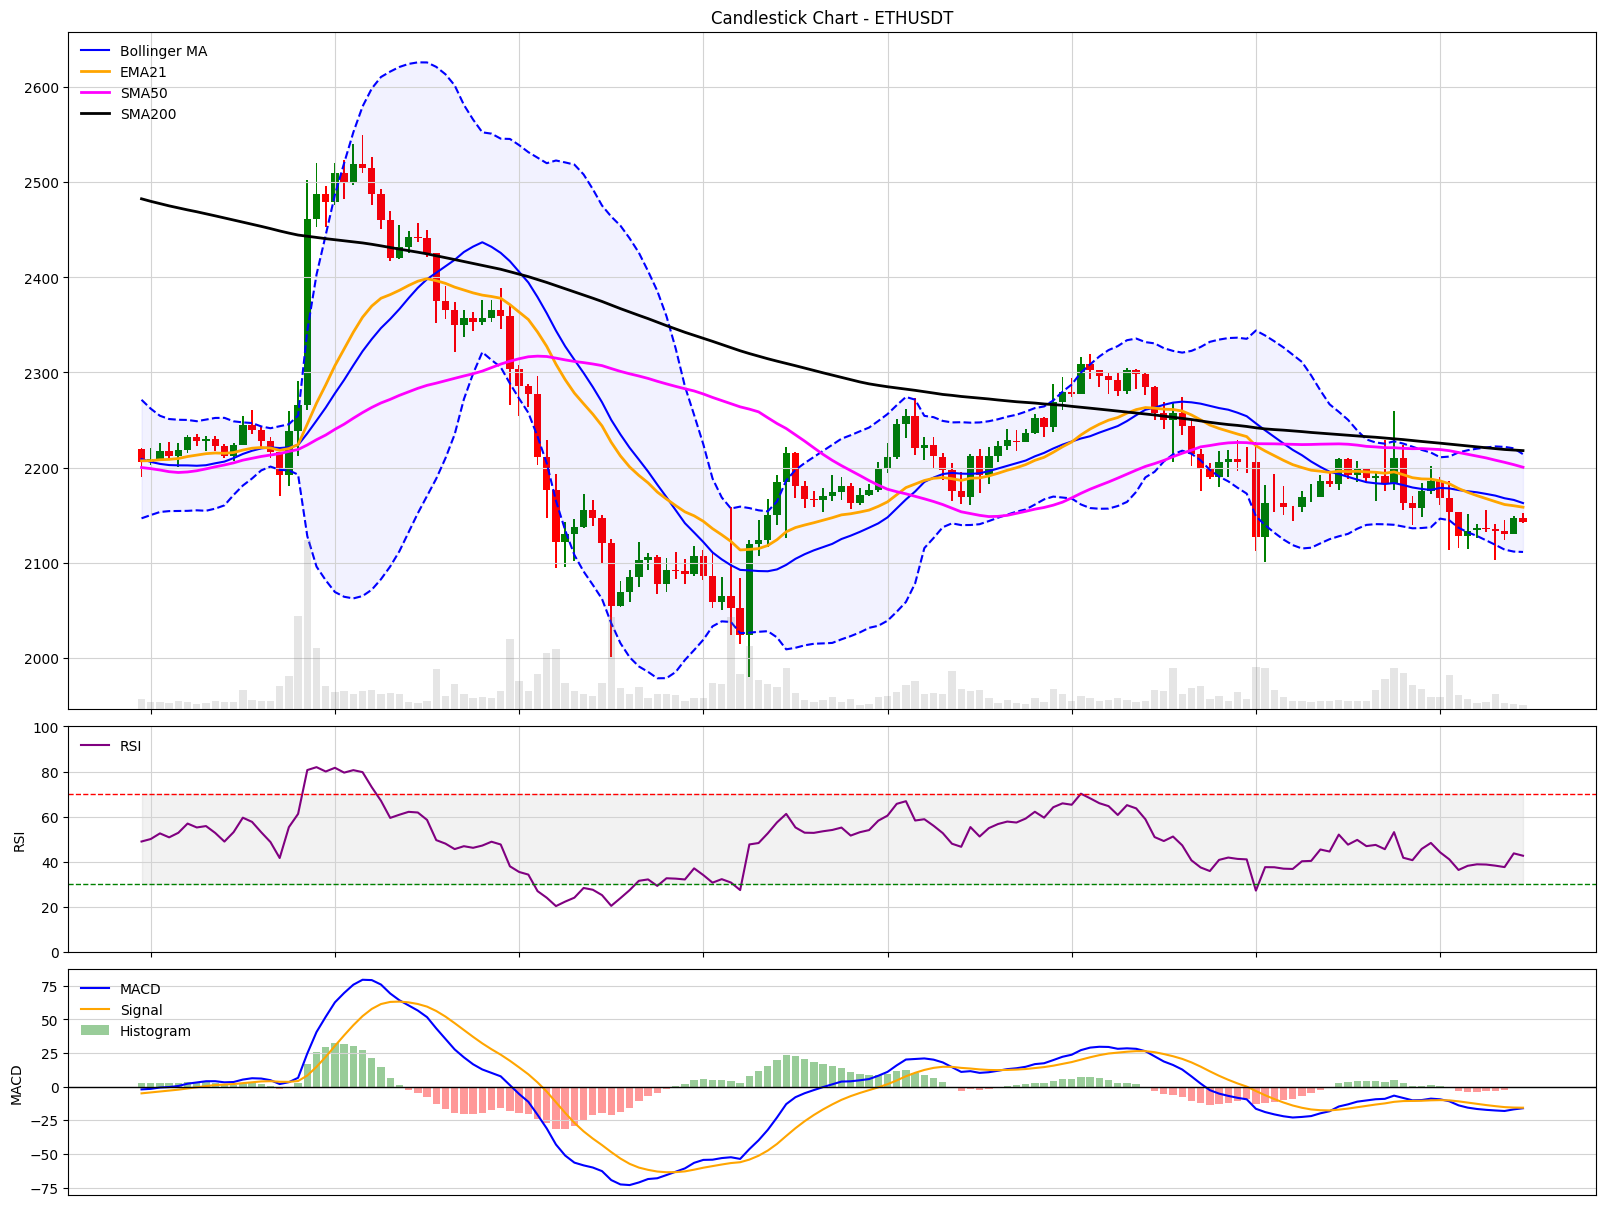 Candlestick Chart - ETHUSDT
Bollinger MA
EMA21
SMA50
SMA200
2600
2500
2400
2300
2200
2100
2000
RSI
100
80
60
40
20
0
RSI
MACD
Signal
Histogram
75
50
25
0
−25
−50
−75
MACD